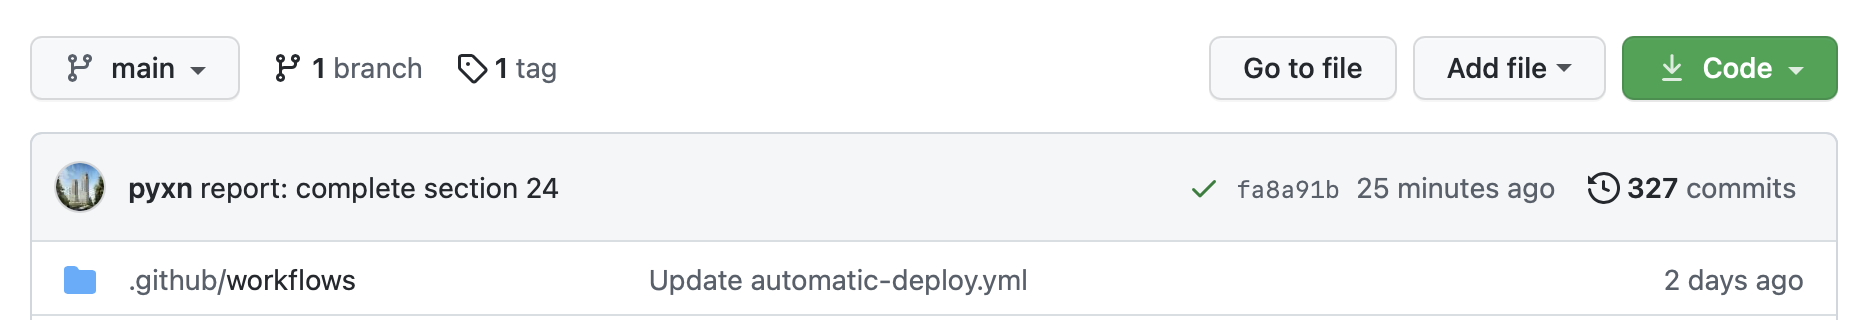 main 1 branch 1 tag Go to file Add file Code
pyxn report: complete section 24 fa8a91b 25 minutes ago 327 commits
.github/workflows Update automatic-deploy.yml 2 days ago